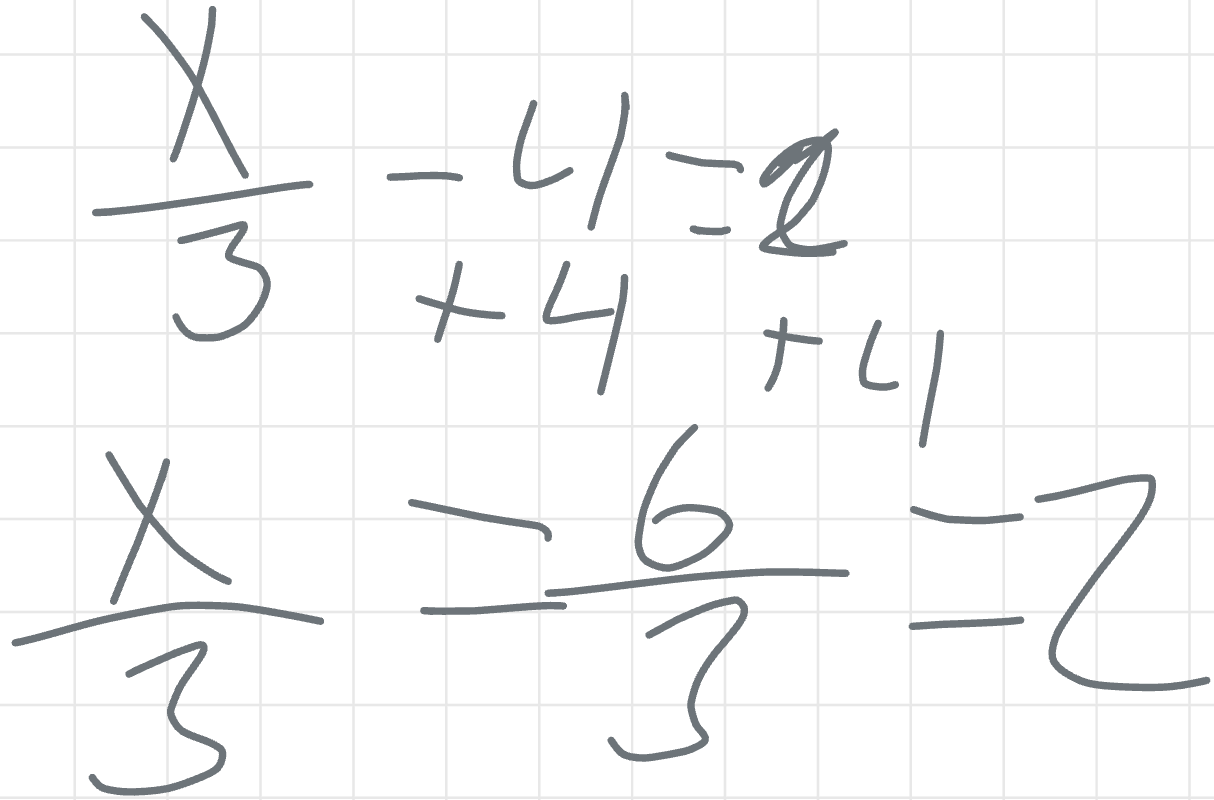 x/3 - 4 = 2
+ 4 + 4
x/3 = 6/3 = 2